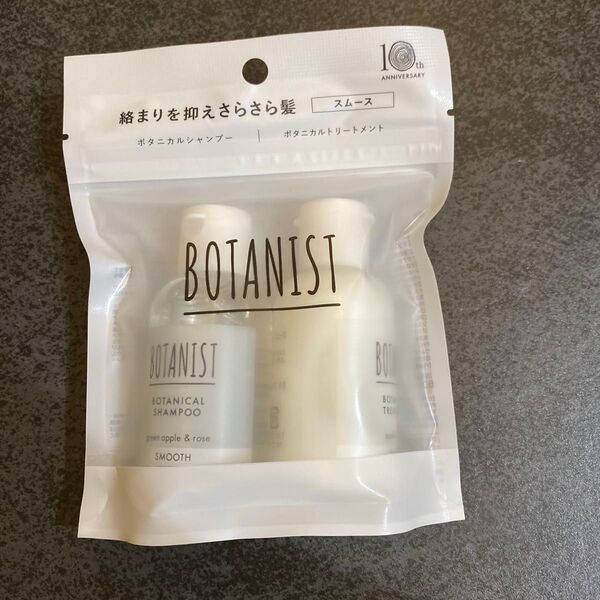 10th
ANNIVERSARY
絡まりを抑えさらさら髪 スムース
ボタニカルシャンプー | ボタニカルトリートメント
BOTANIST
BOTANIST
BOTANICAL
SHAMPOO
green apple & rose
SMOOTH